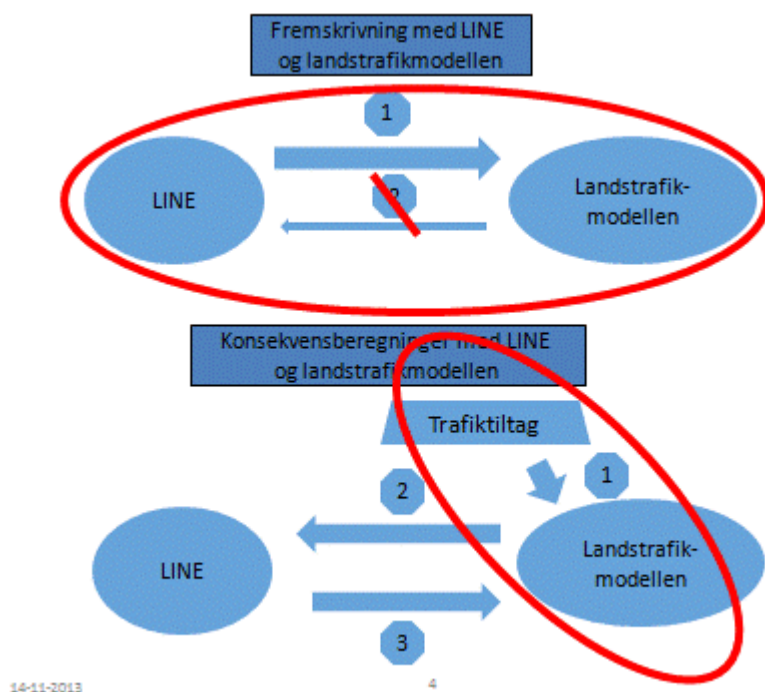 Fremskrivning med LINE
og landstrafikmodellen
1
LINE
2
Landstrafik-
modellen
Konsekvensberegninger med LINE
og landstrafikmodellen
Trafiktiltag
1
2
LINE
Landstrafik-
modellen
3
14-11-2013
4